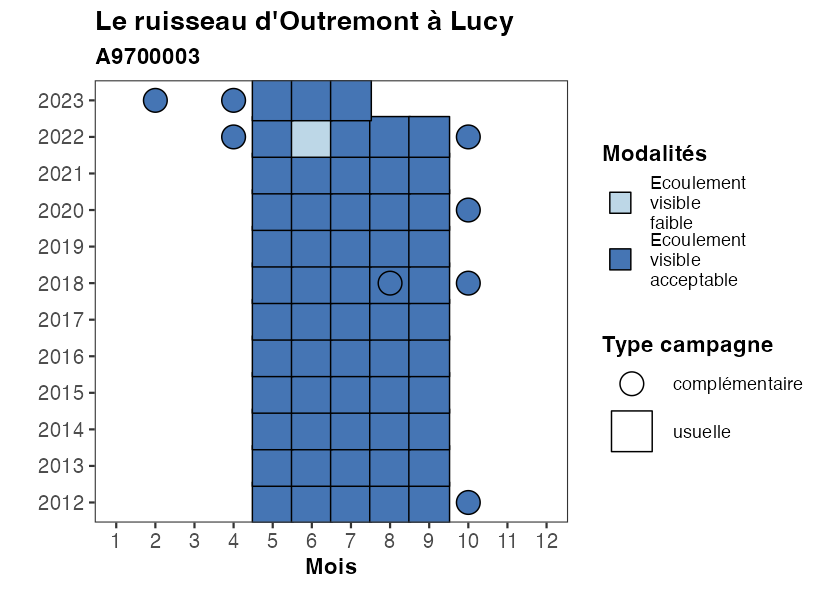 Le ruisseau d'Outremont à Lucy
A9700003
2023
2022
2021
2020
2019
2018
2017
2016
2015
2014
2013
2012
1 2 3 4 5 6 7 8 9 10 11 12
Mois
Modalités
Ecoulement
visible
faible
Ecoulement
visible
acceptable
Type campagne
complémentaire
usuelle